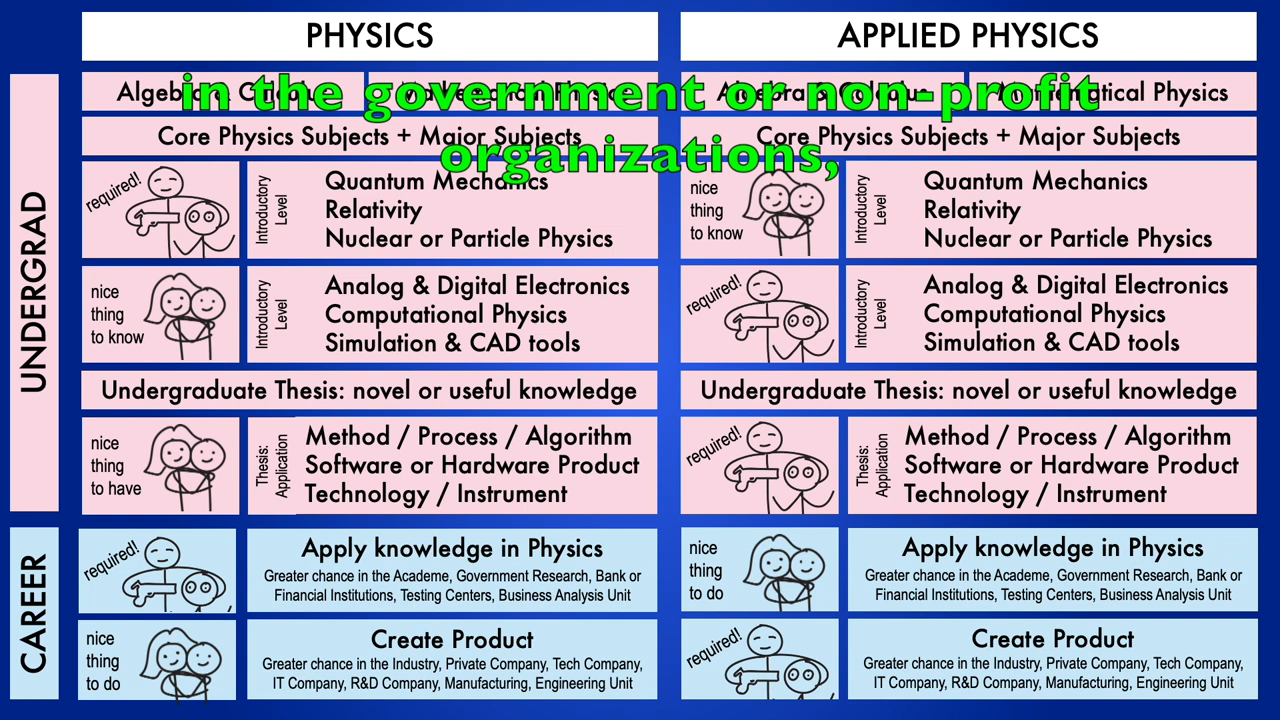 PHYSICS
APPLIED PHYSICS
in the government or non-profit
organizations,
UNDERGRAD
Core Physics Subjects + Major Subjects
required!
Introductory
Level
Quantum Mechanics
Relativity
Nuclear or Particle Physics
nice
thing
to know
Introductory
Level
Analog & Digital Electronics
Computational Physics
Simulation & CAD tools
Undergraduate Thesis: novel or useful knowledge
nice
thing
to have
Thesis:
Application
Method / Process / Algorithm
Software or Hardware Product
Technology / Instrument
Algebra & Calculus
Mathematical Physics
Core Physics Subjects + Major Subjects
nice
thing
to know
Introductory
Level
Quantum Mechanics
Relativity
Nuclear or Particle Physics
required!
Introductory
Level
Analog & Digital Electronics
Computational Physics
Simulation & CAD tools
Undergraduate Thesis: novel or useful knowledge
required!
Thesis:
Application
Method / Process / Algorithm
Software or Hardware Product
Technology / Instrument
CAREER
required!
Apply knowledge in Physics
Greater chance in the Academe, Government Research, Bank or
Financial Institutions, Testing Centers, Business Analysis Unit
nice
thing
to do
Create Product
Greater chance in the Industry, Private Company, Tech Company,
IT Company, R&D Company, Manufacturing, Engineering Unit
nice
thing
to do
Apply knowledge in Physics
Greater chance in the Academe, Government Research, Bank or
Financial Institutions, Testing Centers, Business Analysis Unit
required!
Create Product
Greater chance in the Industry, Private Company, Tech Company,
IT Company, R&D Company, Manufacturing, Engineering Unit